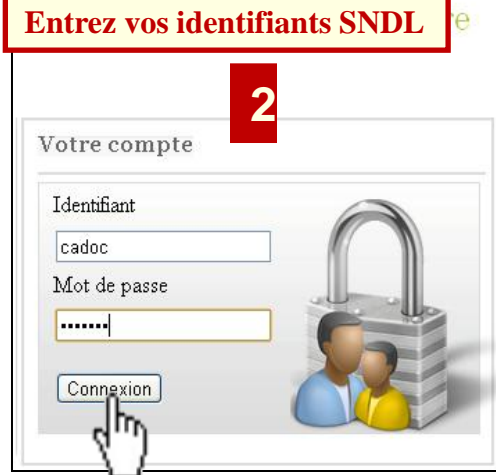 Entrez vos identifiants SNDL
2
Votre compte
Identifiant
cadoc
Mot de passe
•••••••
Connexion